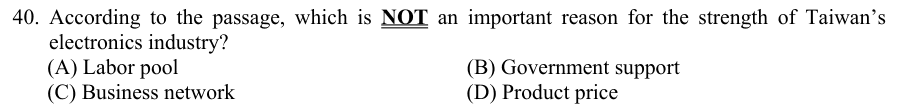 40. According to the passage, which is NOT an important reason for the strength of Taiwan's
electronics industry?
(A) Labor pool (B) Government support
(C) Business network (D) Product price